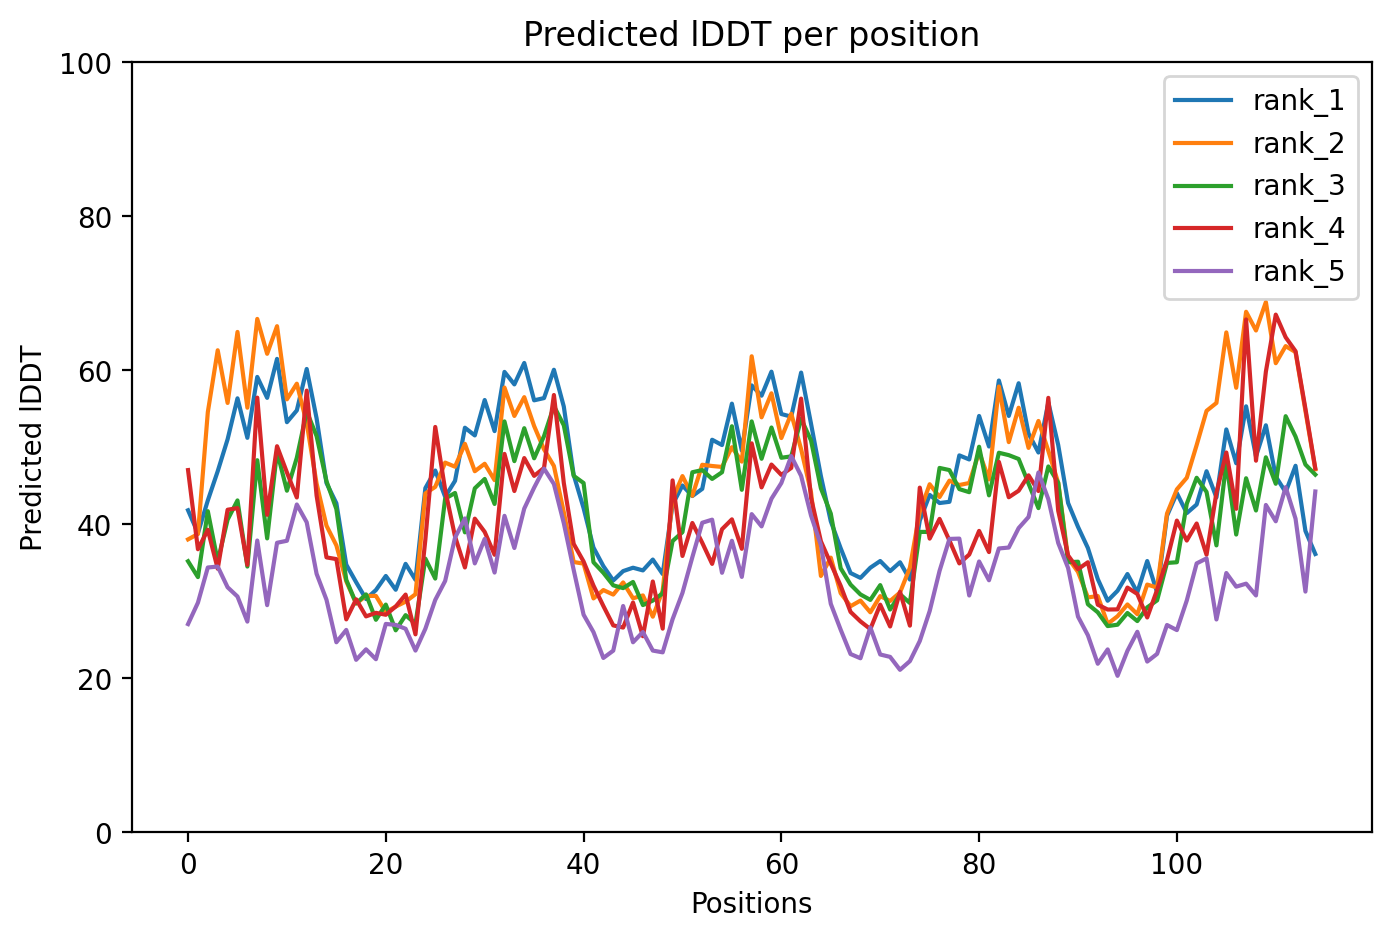 Predicted lDDT per position
100
80
60
40
20
0
Predicted lDDT
0 20 40 60 80 100
Positions
rank_1
rank_2
rank_3
rank_4
rank_5